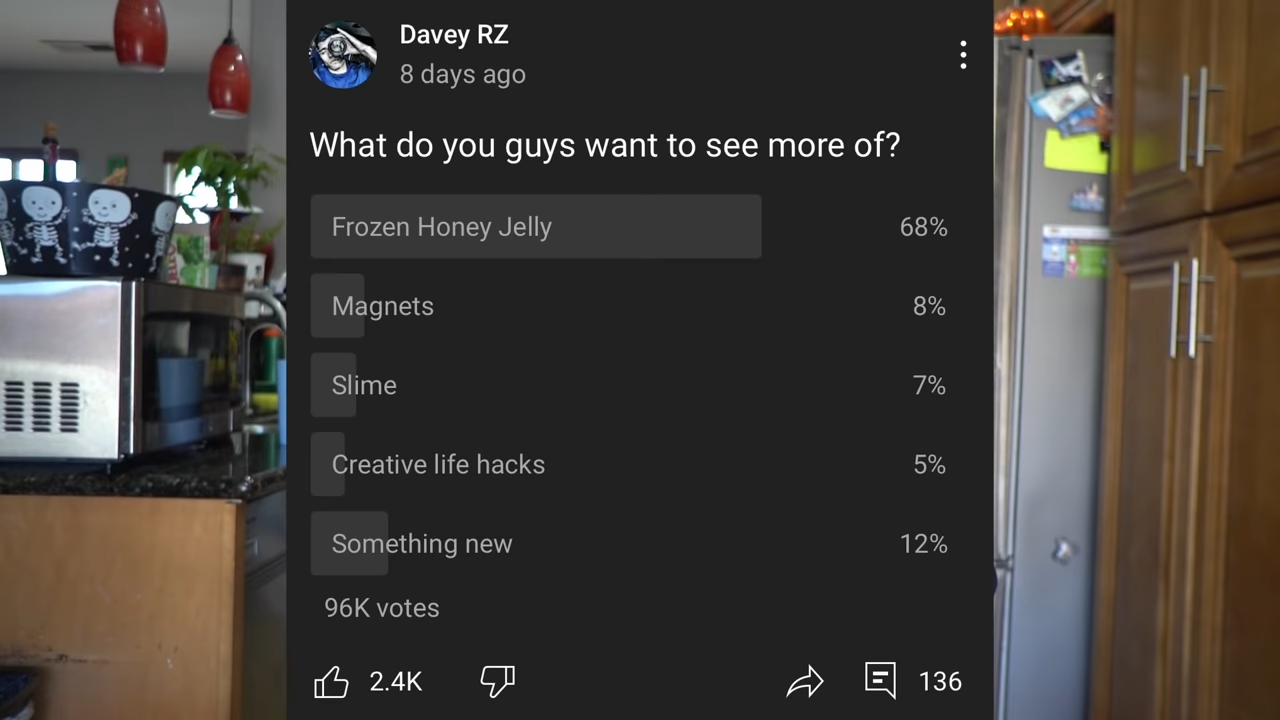 Davey RZ
8 days ago
What do you guys want to see more of?
Frozen Honey Jelly 68%
Magnets 8%
Slime 7%
Creative life hacks 5%
Something new 12%
96K votes
2.4K 136